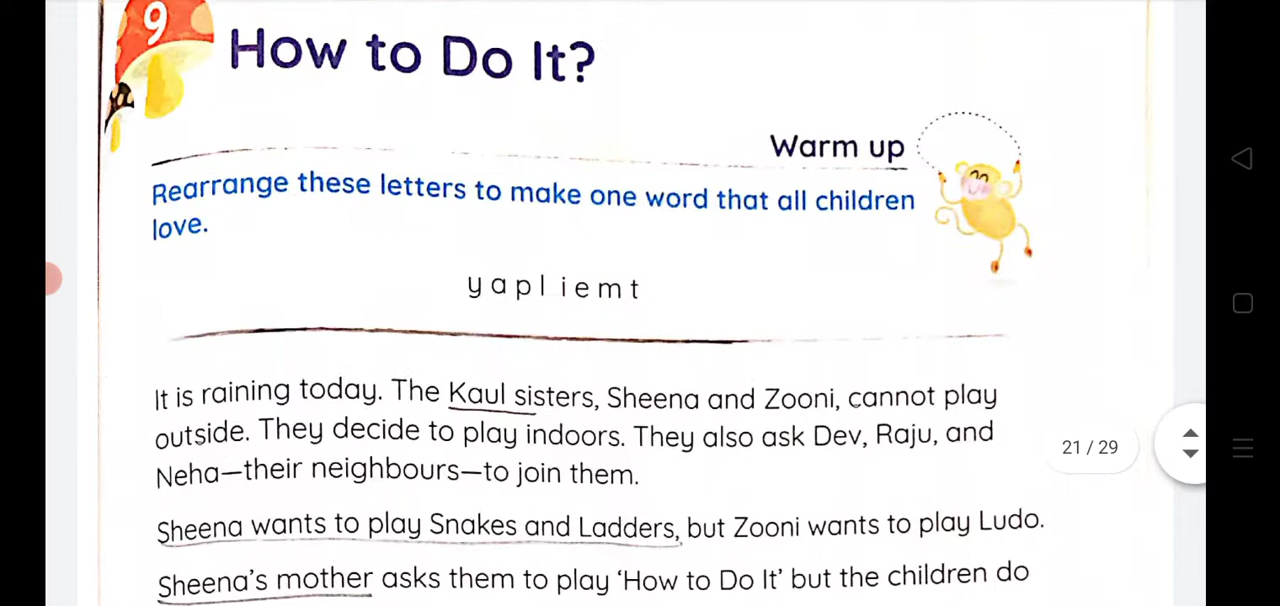 9
How to Do It?
Warm up
Rearrange these letters to make one word that all children
love.
y a p l i e m t
It is raining today. The Kaul sisters, Sheena and Zooni, cannot play
outside. They decide to play indoors. They also ask Dev, Raju, and
Neha—their neighbours—to join them.
21 / 29
Sheena wants to play Snakes and Ladders, but Zooni wants to play Ludo.
Sheena's mother asks them to play ‘How to Do It’ but the children do